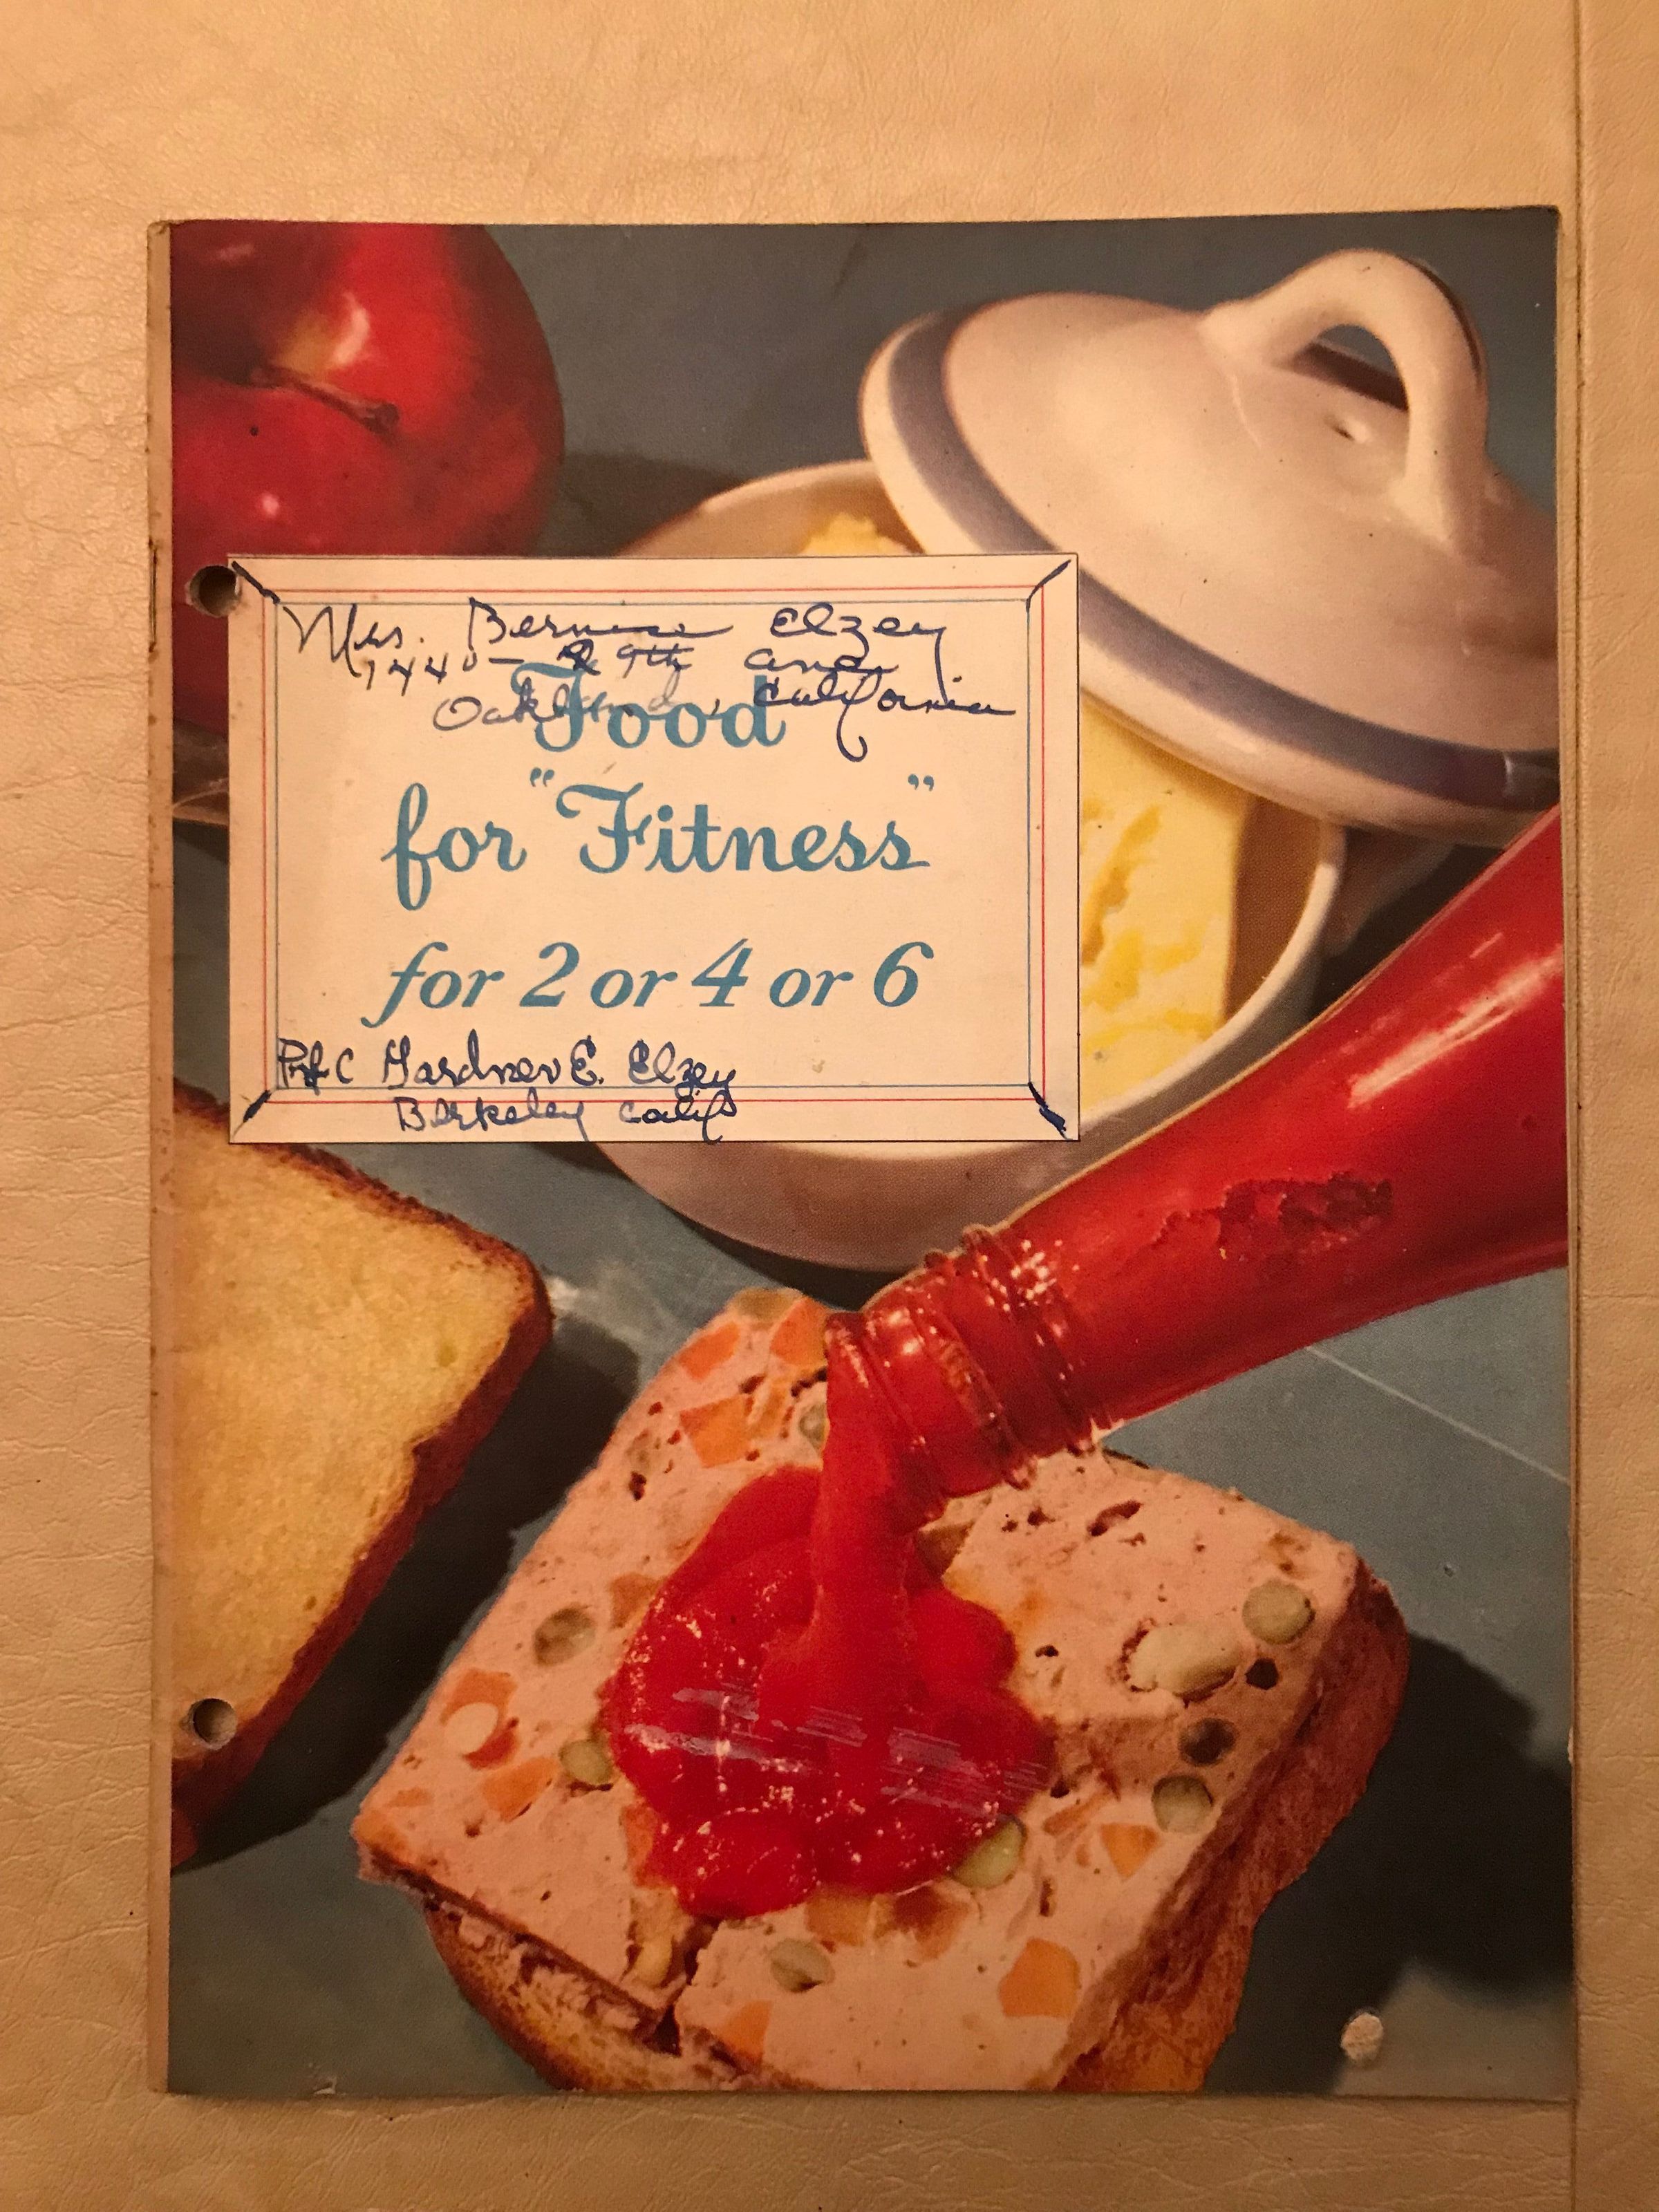 Mrs. Bernice Elzey
1440 - 29th ave
Oakland, California
Food
for "Fitness"
for 2 or 4 or 6
Pvt C Gardner E. Elzey
Berkeley Calif